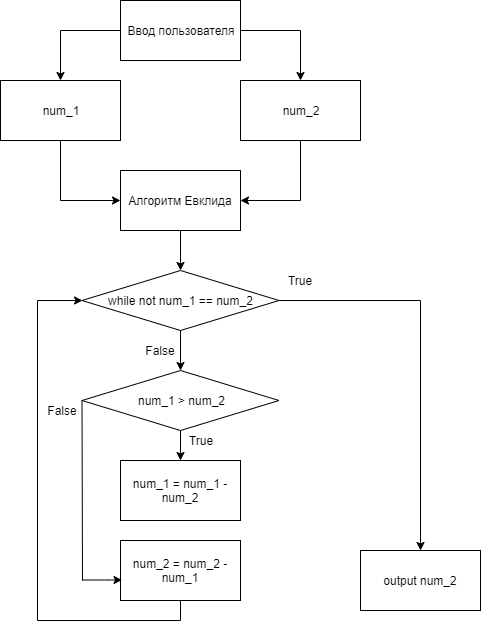 Ввод пользователя
num_1
num_2
Алгоритм Евклида
True
while not num_1 == num_2
False
num_1 > num_2
False
True
num_1 = num_1 -
num_2
num_2 = num_2 -
num_1
output num_2